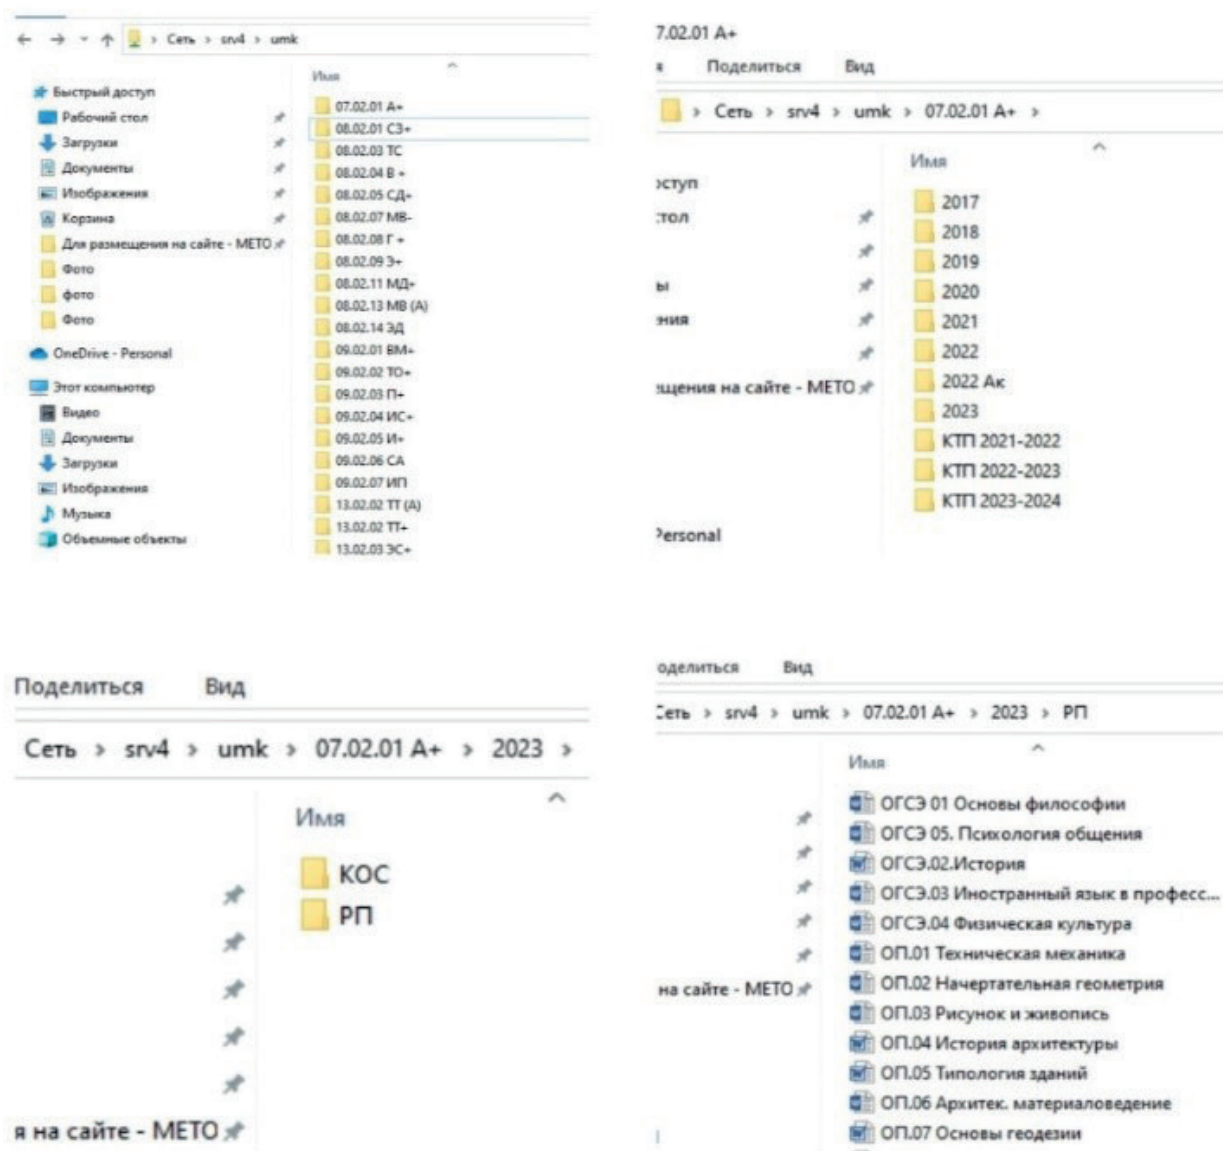 Сеть > srv4 > umk
Имя
Быстрый доступ
Рабочий стол
Загрузки
Документы
Изображения
Корзина
Для размещения на сайте - МЕТО
Фото
фото
Фото
OneDrive - Personal
Этот компьютер
Видео
Документы
Загрузки
Изображения
Музыка
Объемные объекты
07.02.01 А+
08.02.01 СЗ+
08.02.03 ТС
08.02.04 В +
08.02.05 СД+
08.02.07 МВ-
08.02.08 Г +
08.02.09 Э+
08.02.11 МД+
08.02.13 МВ (А)
08.02.14 ЭД
09.02.01 ВМ+
09.02.02 ТО+
09.02.03 П+
09.02.04 ИС+
09.02.05 И+
09.02.06 СА
09.02.07 ИП
13.02.02 ТТ (А)
13.02.02 ТТ+
13.02.03 ЭС+
7.02.01 А+
я Поделиться Вид
> Сеть > srv4 > umk > 07.02.01 А+ >
Имя
оступ
тол
ы
ния
щения на сайте - МЕТО
Personal
2017
2018
2019
2020
2021
2022
2022 Ак
2023
КТП 2021-2022
КТП 2022-2023
КТП 2023-2024
Поделиться Вид
Сеть > srv4 > umk > 07.02.01 А+ > 2023 >
Имя
КОС
РП
я на сайте - МЕТО
оделиться Вид
Сеть > srv4 > umk > 07.02.01 А+ > 2023 > РП
Имя
на сайте - МЕТО
ОГСЭ 01 Основы философии
ОГСЭ 05. Психология общения
ОГСЭ.02.История
ОГСЭ.03 Иностранный язык в професс...
ОГСЭ.04 Физическая культура
ОП.01 Техническая механика
ОП.02 Начертательная геометрия
ОП.03 Рисунок и живопись
ОП.04 История архитектуры
ОП.05 Типология зданий
ОП.06 Архитек. материаловедение
ОП.07 Основы геодезии